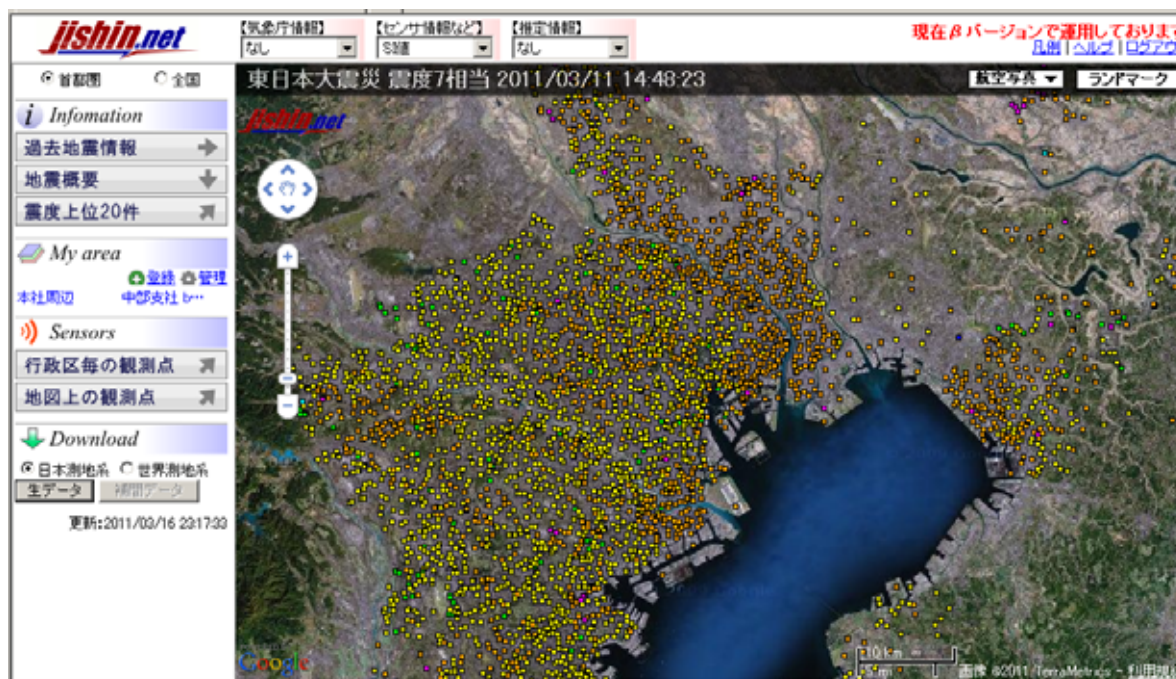 jishin.net
【気象庁情報】
なし
【センサ情報など】
SI値
【推定情報】
なし
現在βバージョンで運用しております
凡例 | ヘルプ | ログアウ
首都圏 全国
東日本大震災 震度7相当 2011/03/11 14:48:23
航空写真
ランドマーク
jishin.net
i Infomation
過去地震情報
地震概要
震度上位20件
My area
登録 管理
本社周辺 中部支社 b…
Sensors
行政区毎の観測点
地図上の観測点
Download
日本測地系 世界測地系
生データ 補間データ
更新:2011/03/16 23:17:33
Google
10 km
5 mi
画像 ©2011 TerraMetrics - 利用規